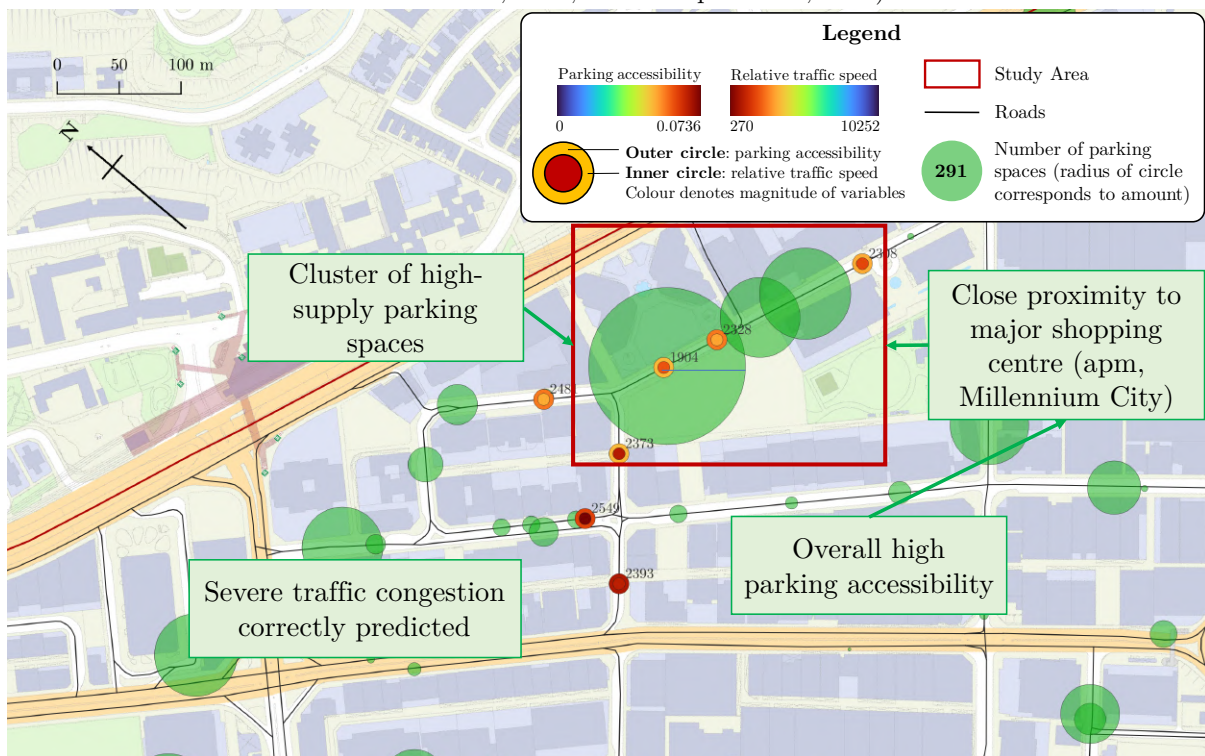 Legend
0
50
100 m
N
Parking accessibility
Relative traffic speed
0
0.0736
270
10252
Outer circle: parking accessibility
Inner circle: relative traffic speed
Colour denotes magnitude of variables
Study Area
Roads
291
Number of parking
spaces (radius of circle
corresponds to amount)
Cluster of high-
supply parking
spaces
Close proximity to
major shopping
centre (apm,
Millennium City)
2328
1904
248
2373
2549
2393
Severe traffic congestion
correctly predicted
Overall high
parking accessibility